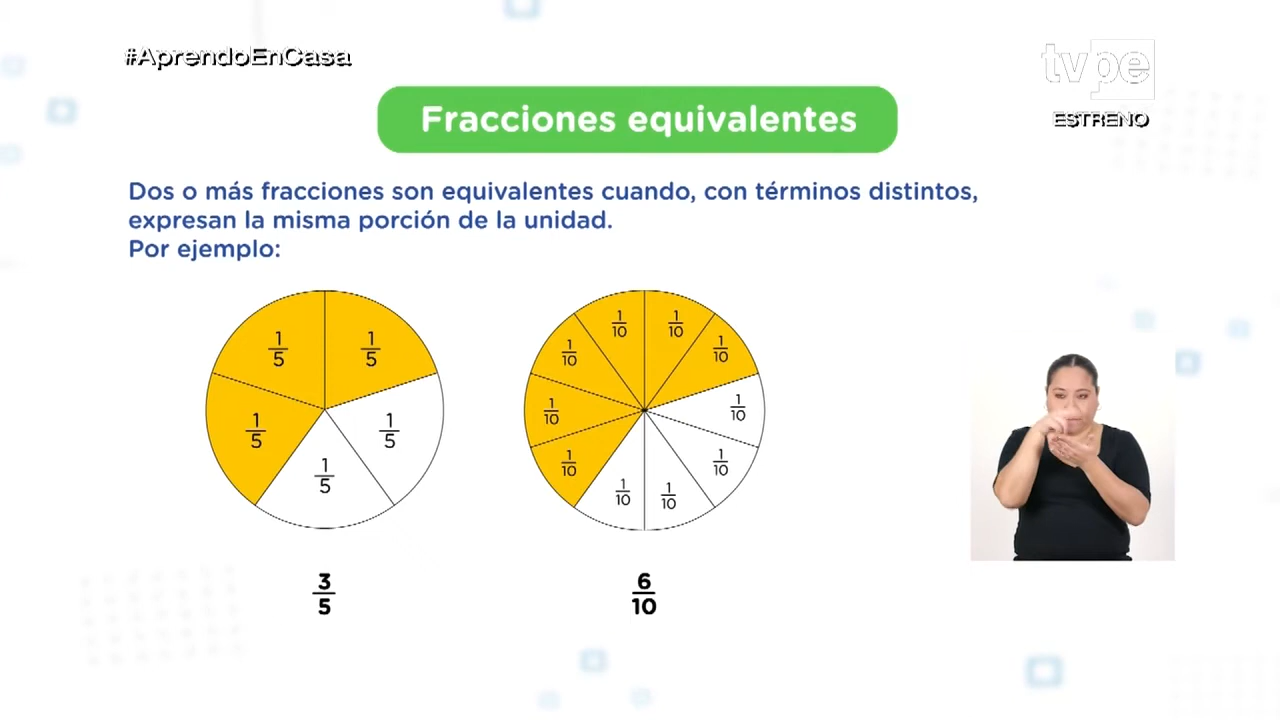 #AprendoEnCasa
tvpe
ESTRENO
Fracciones equivalentes
Dos o más fracciones son equivalentes cuando, con términos distintos,
expresan la misma porción de la unidad.
Por ejemplo:
1/5 1/5
1/5 1/5
1/5
1/10 1/10
1/10 1/10
1/10 1/10
1/10 1/10
1/10 1/10
3/5
6/10